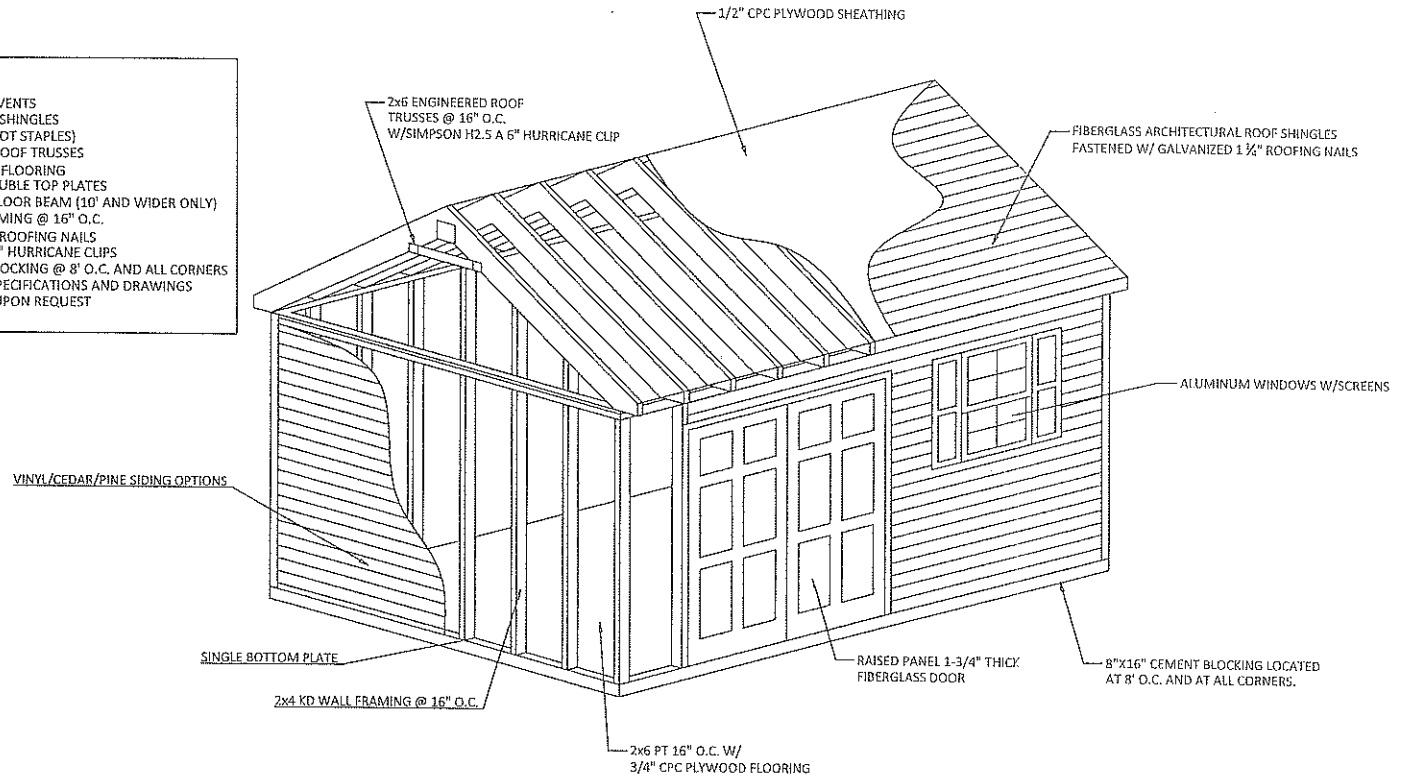 VENTS
SHINGLES
OT STAPLES)
OOF TRUSSES
FLOORING
UBLE TOP PLATES
LOOR BEAM (10' AND WIDER ONLY)
MING @ 16" O.C.
ROOFING NAILS
" HURRICANE CLIPS
OCKING @ 8' O.C. AND ALL CORNERS
PECIFICATIONS AND DRAWINGS
UPON REQUEST
1/2" CPC PLYWOOD SHEATHING
2x6 ENGINEERED ROOF
TRUSSES @ 16" O.C.
W/SIMPSON H2.5 A 6" HURRICANE CLIP
FIBERGLASS ARCHITECTURAL ROOF SHINGLES
FASTENED W/ GALVANIZED 1 ¼" ROOFING NAILS
ALUMINUM WINDOWS W/SCREENS
VINYL/CEDAR/PINE SIDING OPTIONS
SINGLE BOTTOM PLATE
2x4 KD WALL FRAMING @ 16" O.C.
2x6 PT 16" O.C. W/
3/4" CPC PLYWOOD FLOORING
RAISED PANEL 1-3/4" THICK
FIBERGLASS DOOR
8"X16" CEMENT BLOCKING LOCATED
AT 8' O.C. AND AT ALL CORNERS.